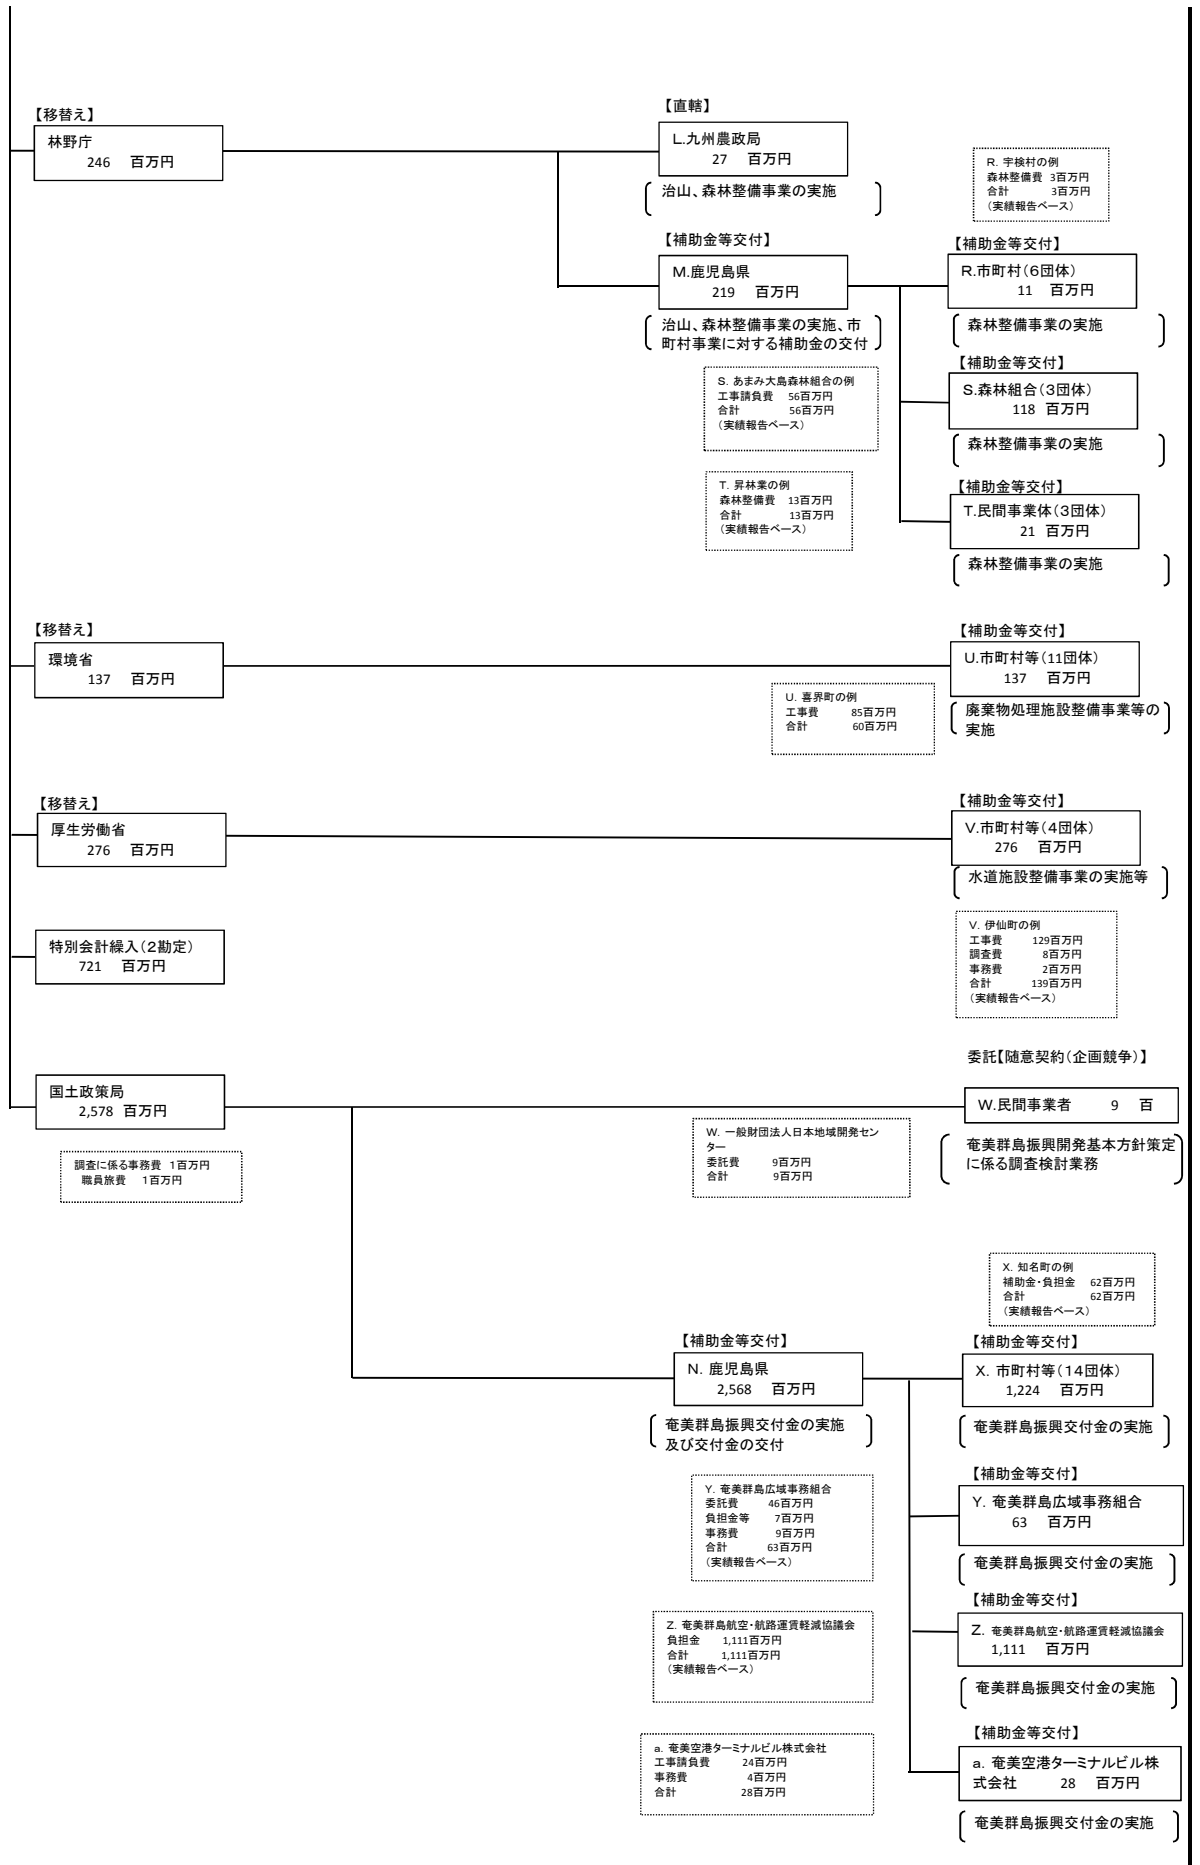 【移替え】
林野庁
246 百万円
【直轄】
L.九州農政局
27 百万円
治山、森林整備事業の実施
R. 宇検村の例
森林整備費 3百万円
合計 3百万円
(実績報告ベース)
【補助金等交付】
M.鹿児島県
219 百万円
治山、森林整備事業の実施、市
町村事業に対する補助金の交付
【補助金等交付】
R.市町村(6団体)
11 百万円
森林整備事業の実施
S. あまみ大島森林組合の例
工事請負費 56百万円
合計 56百万円
(実績報告ベース)
【補助金等交付】
S.森林組合(3団体)
118 百万円
森林整備事業の実施
T. 昇林業の例
森林整備費 13百万円
合計 13百万円
(実績報告ベース)
【補助金等交付】
T.民間事業体(3団体)
21 百万円
森林整備事業の実施
【移替え】
環境省
137 百万円
【補助金等交付】
U.市町村等(11団体)
137 百万円
廃棄物処理施設整備事業等の
実施
U. 喜界町の例
工事費 85百万円
合計 60百万円
【移替え】
厚生労働省
276 百万円
【補助金等交付】
V.市町村等(4団体)
276 百万円
水道施設整備事業の実施等
特別会計繰入(2勘定)
721 百万円
V. 伊仙町の例
工事費 129百万円
調査費 8百万円
事務費 2百万円
合計 139百万円
(実績報告ベース)
国土政策局
2,578 百万円
調査に係る事務費 1百万円
職員旅費 1百万円
委託【随意契約(企画競争)】
W.民間事業者 9 百
奄美群島振興開発基本方針策定
に係る調査検討業務
W. 一般財団法人日本地域開発セン
ター
委託費 9百万円
合計 9百万円
X. 知名町の例
補助金・負担金 62百万円
合計 62百万円
(実績報告ベース)
【補助金等交付】
N. 鹿児島県
2,568 百万円
奄美群島振興交付金の実施
及び交付金の交付
【補助金等交付】
X. 市町村等(14団体)
1,224 百万円
奄美群島振興交付金の実施
Y. 奄美群島広域事務組合
委託費 46百万円
負担金等 7百万円
事務費 9百万円
合計 63百万円
(実績報告ベース)
【補助金等交付】
Y. 奄美群島広域事務組合
63 百万円
奄美群島振興交付金の実施
Z. 奄美群島航空・航路運賃軽減協議会
負担金 1,111百万円
合計 1,111百万円
(実績報告ベース)
【補助金等交付】
Z. 奄美群島航空・航路運賃軽減協議会
1,111 百万円
奄美群島振興交付金の実施
a. 奄美空港ターミナルビル株式会社
工事請負費 24百万円
事務費 4百万円
合計 28百万円
【補助金等交付】
a. 奄美空港ターミナルビル株
式会社 28 百万円
奄美群島振興交付金の実施